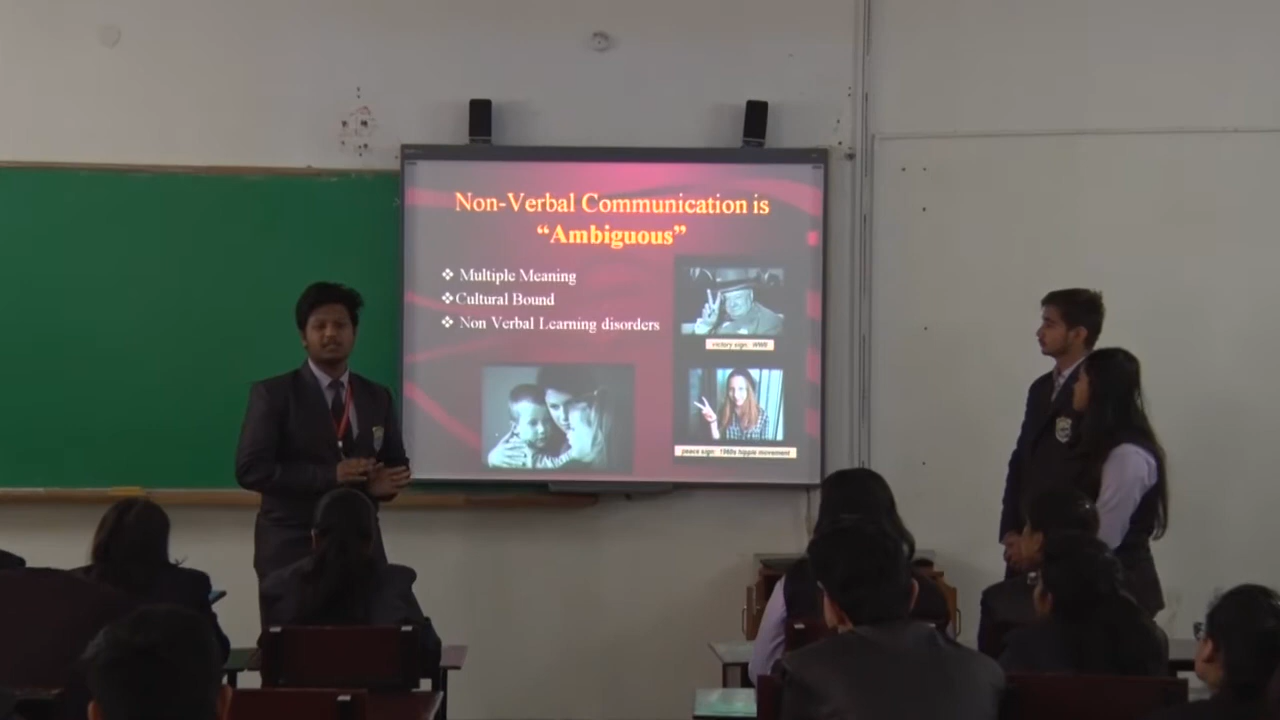 Non-Verbal Communication is
“Ambiguous”
❖ Multiple Meaning
❖ Cultural Bound
❖ Non Verbal Learning disorders
victory sign: WWII
peace sign: 1960s hippie movement